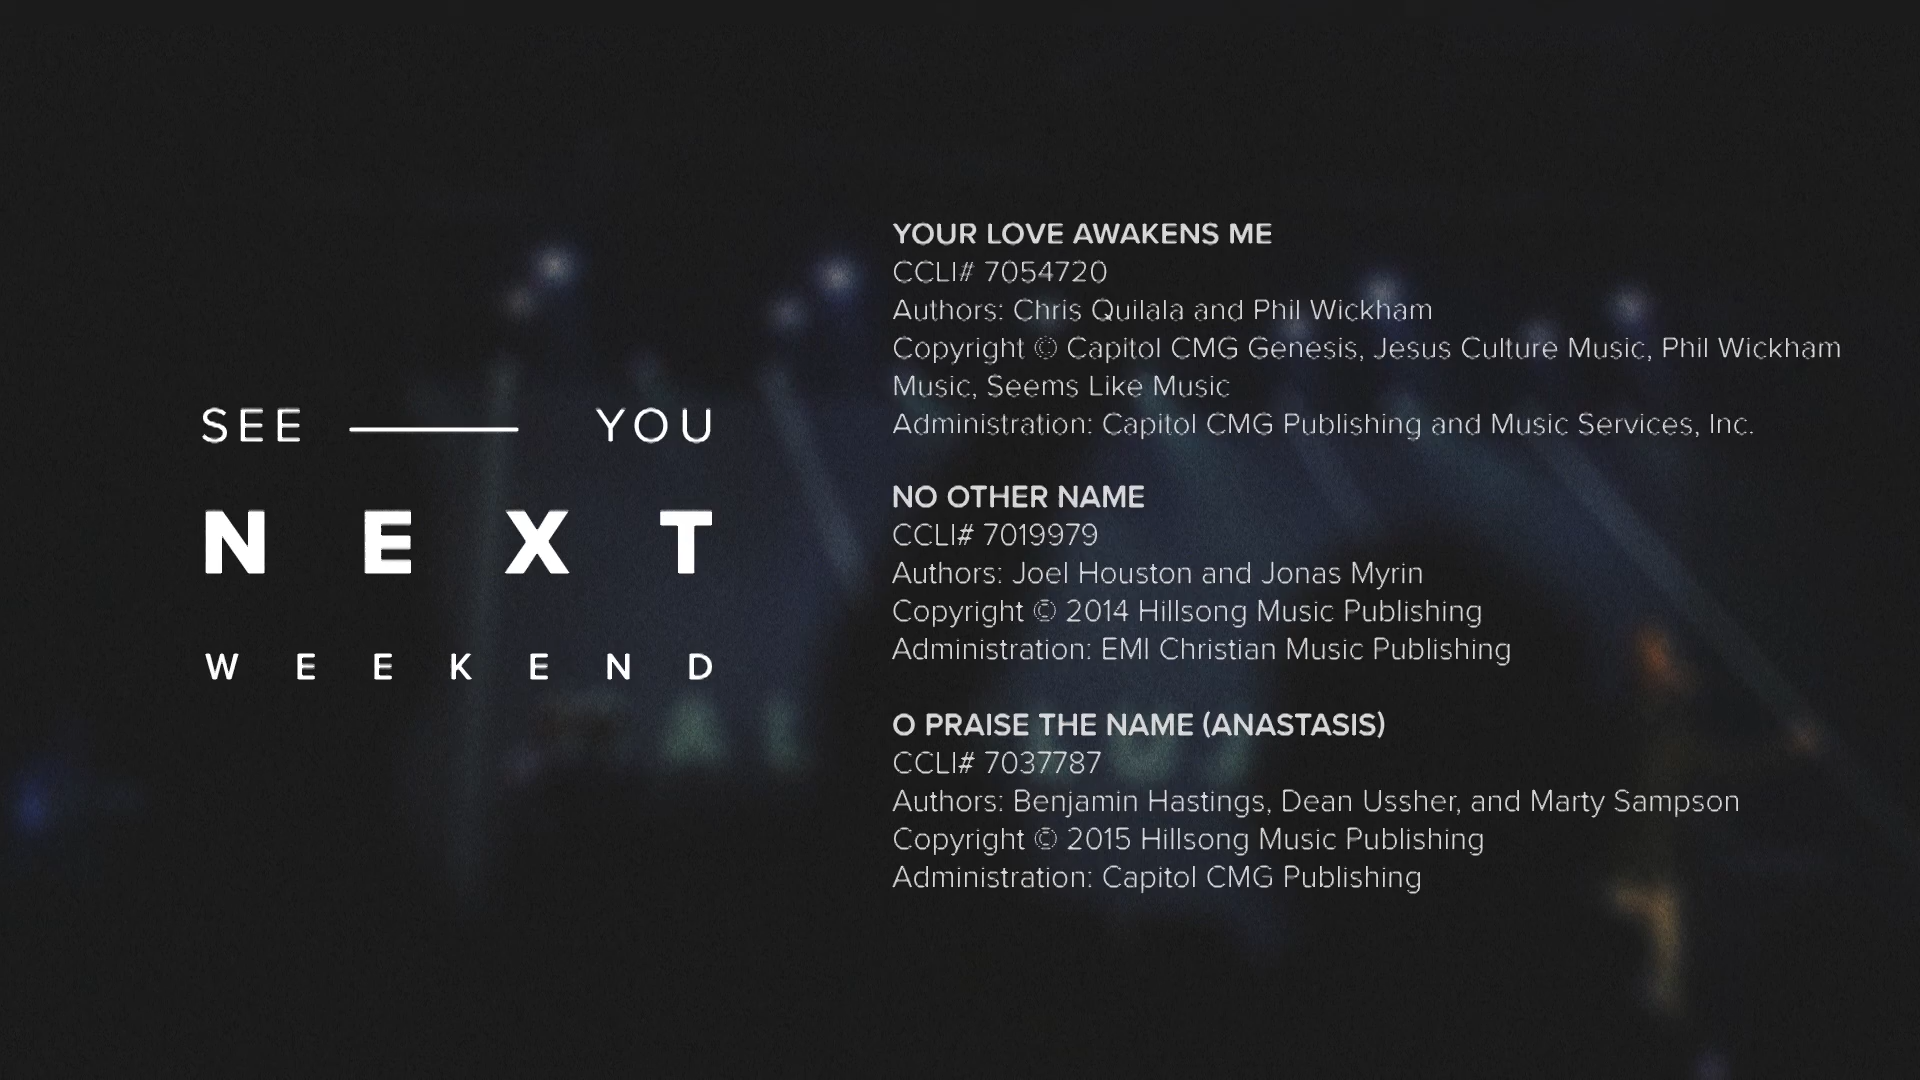 SEE YOU
NEXT
WEEKEND
YOUR LOVE AWAKENS ME
CCLI# 7054720
Authors: Chris Quilala and Phil Wickham
Copyright © Capitol CMG Genesis, Jesus Culture Music, Phil Wickham
Music, Seems Like Music
Administration: Capitol CMG Publishing and Music Services, Inc.
NO OTHER NAME
CCLI# 7019979
Authors: Joel Houston and Jonas Myrin
Copyright © 2014 Hillsong Music Publishing
Administration: EMI Christian Music Publishing
O PRAISE THE NAME (ANASTASIS)
CCLI# 7037787
Authors: Benjamin Hastings, Dean Ussher, and Marty Sampson
Copyright © 2015 Hillsong Music Publishing
Administration: Capitol CMG Publishing